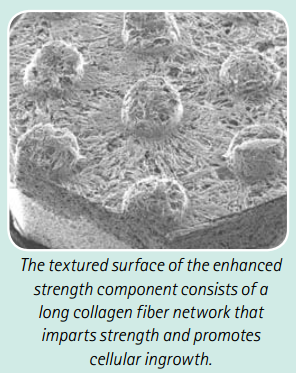 The textured surface of the enhanced
strength component consists of a
long collagen fiber network that
imparts strength and promotes
cellular ingrowth.